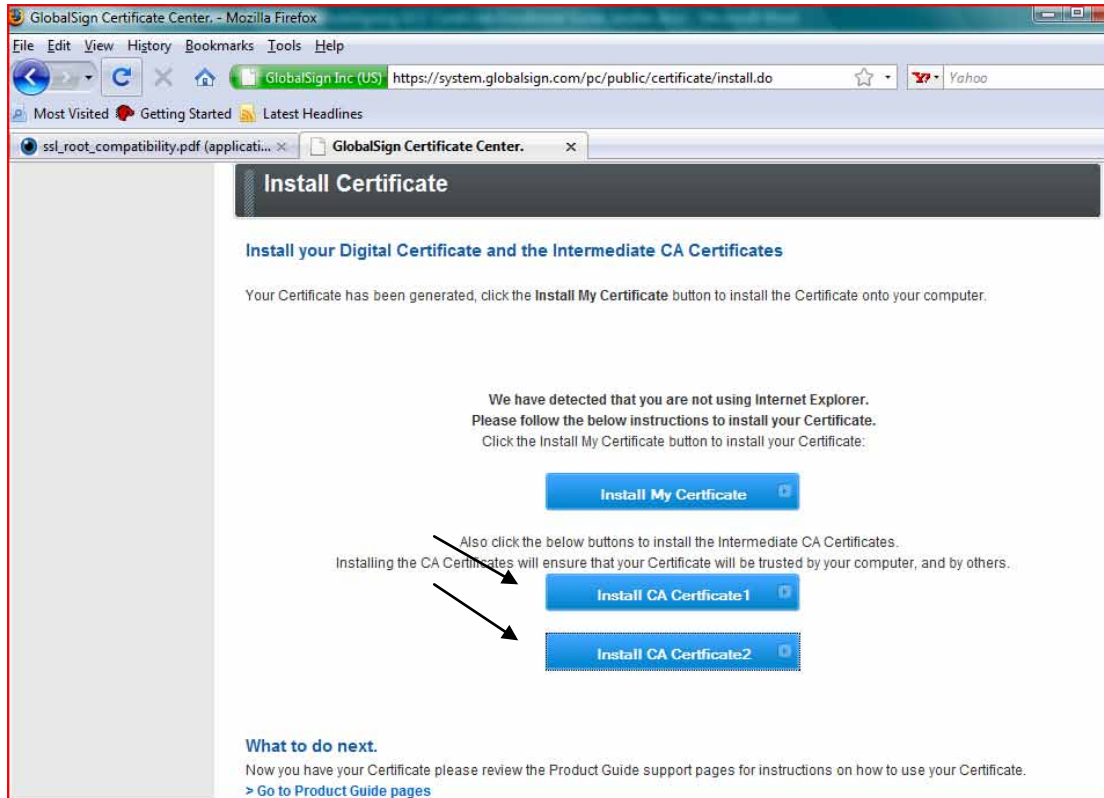 GlobalSign Certificate Center. - Mozilla Firefox
File Edit View History Bookmarks Tools Help
GlobalSign Inc (US) https://system.globalsign.com/pc/public/certificate/install.do Yahoo
Most Visited Getting Started Latest Headlines
ssl_root_compatibility.pdf (applicati... GlobalSign Certificate Center.
Install Certificate
Install your Digital Certificate and the Intermediate CA Certificates
Your Certificate has been generated, click the Install My Certificate button to install the Certificate onto your computer.
We have detected that you are not using Internet Explorer.
Please follow the below instructions to install your Certificate.
Click the Install My Certificate button to install your Certificate:
Install My Certficate
Also click the below buttons to install the Intermediate CA Certificates.
Installing the CA Certificates will ensure that your Certificate will be trusted by your computer, and by others.
Install CA Certficate1
Install CA Certficate2
What to do next.
Now you have your Certificate please review the Product Guide support pages for instructions on how to use your Certificate.
> Go to Product Guide pages